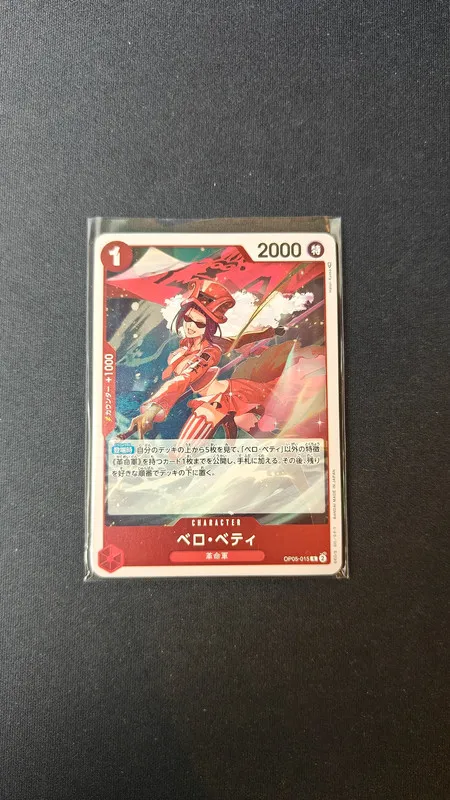 1
2000 特
カウンター +1000
登場時 自分のデッキの上から5枚を見て、「ベロ・ベティ」以外の特徴
《革命軍》を持つカード1枚までを公開し、手札に加える。その後、残り
を好きな順番でデッキの下に置く。
CHARACTER
ベロ・ベティ
革命軍
OP05-015